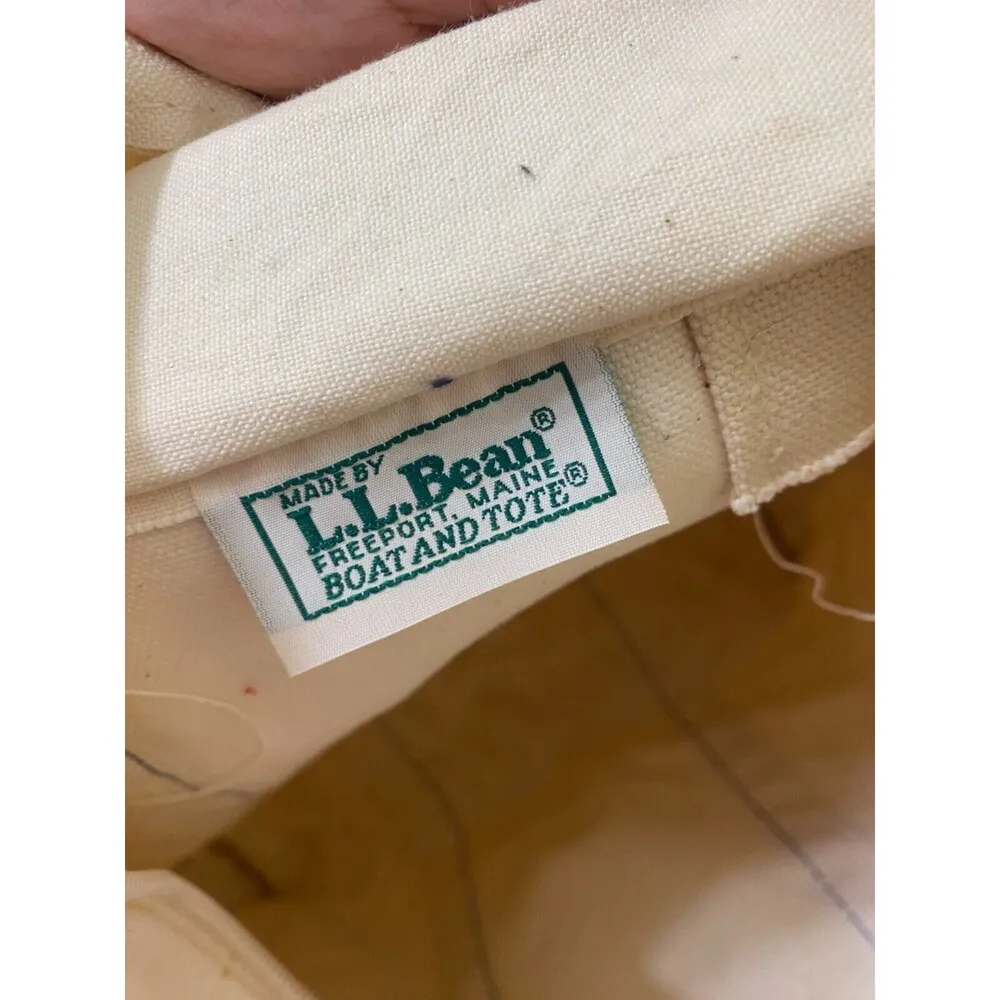 MADE BY
L.L.Bean®
FREEPORT, MAINE
BOAT AND TOTE®